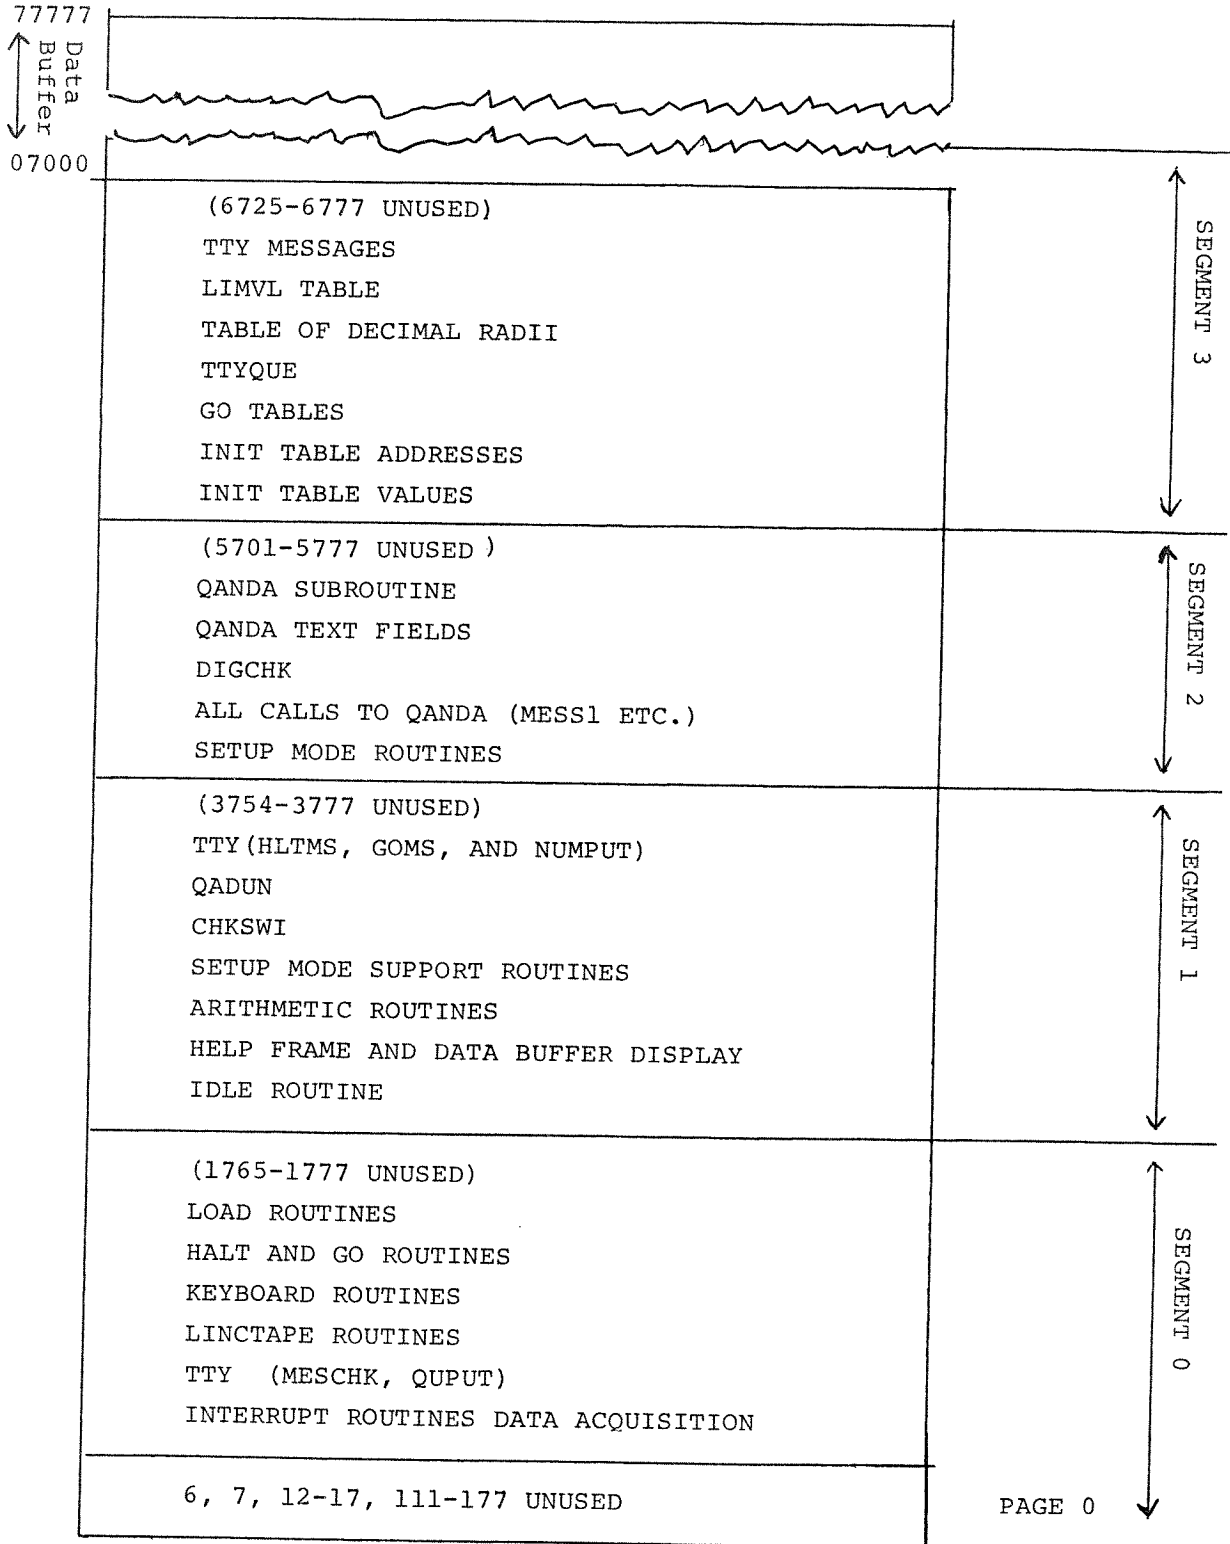 77777
Data
Buffer
07000
(6725-6777 UNUSED)
TTY MESSAGES
LIMVL TABLE
TABLE OF DECIMAL RADII
TTYQUE
GO TABLES
INIT TABLE ADDRESSES
INIT TABLE VALUES
SEGMENT 3
(5701-5777 UNUSED)
QANDA SUBROUTINE
QANDA TEXT FIELDS
DIGCHK
ALL CALLS TO QANDA (MESS1 ETC.)
SETUP MODE ROUTINES
SEGMENT 2
(3754-3777 UNUSED)
TTY(HLTMS, GOMS, AND NUMPUT)
QADUN
CHKSWI
SETUP MODE SUPPORT ROUTINES
ARITHMETIC ROUTINES
HELP FRAME AND DATA BUFFER DISPLAY
IDLE ROUTINE
SEGMENT 1
(1765-1777 UNUSED)
LOAD ROUTINES
HALT AND GO ROUTINES
KEYBOARD ROUTINES
LINCTAPE ROUTINES
TTY (MESCHK, QUPUT)
INTERRUPT ROUTINES DATA ACQUISITION
SEGMENT 0
6, 7, 12-17, 111-177 UNUSED
PAGE 0